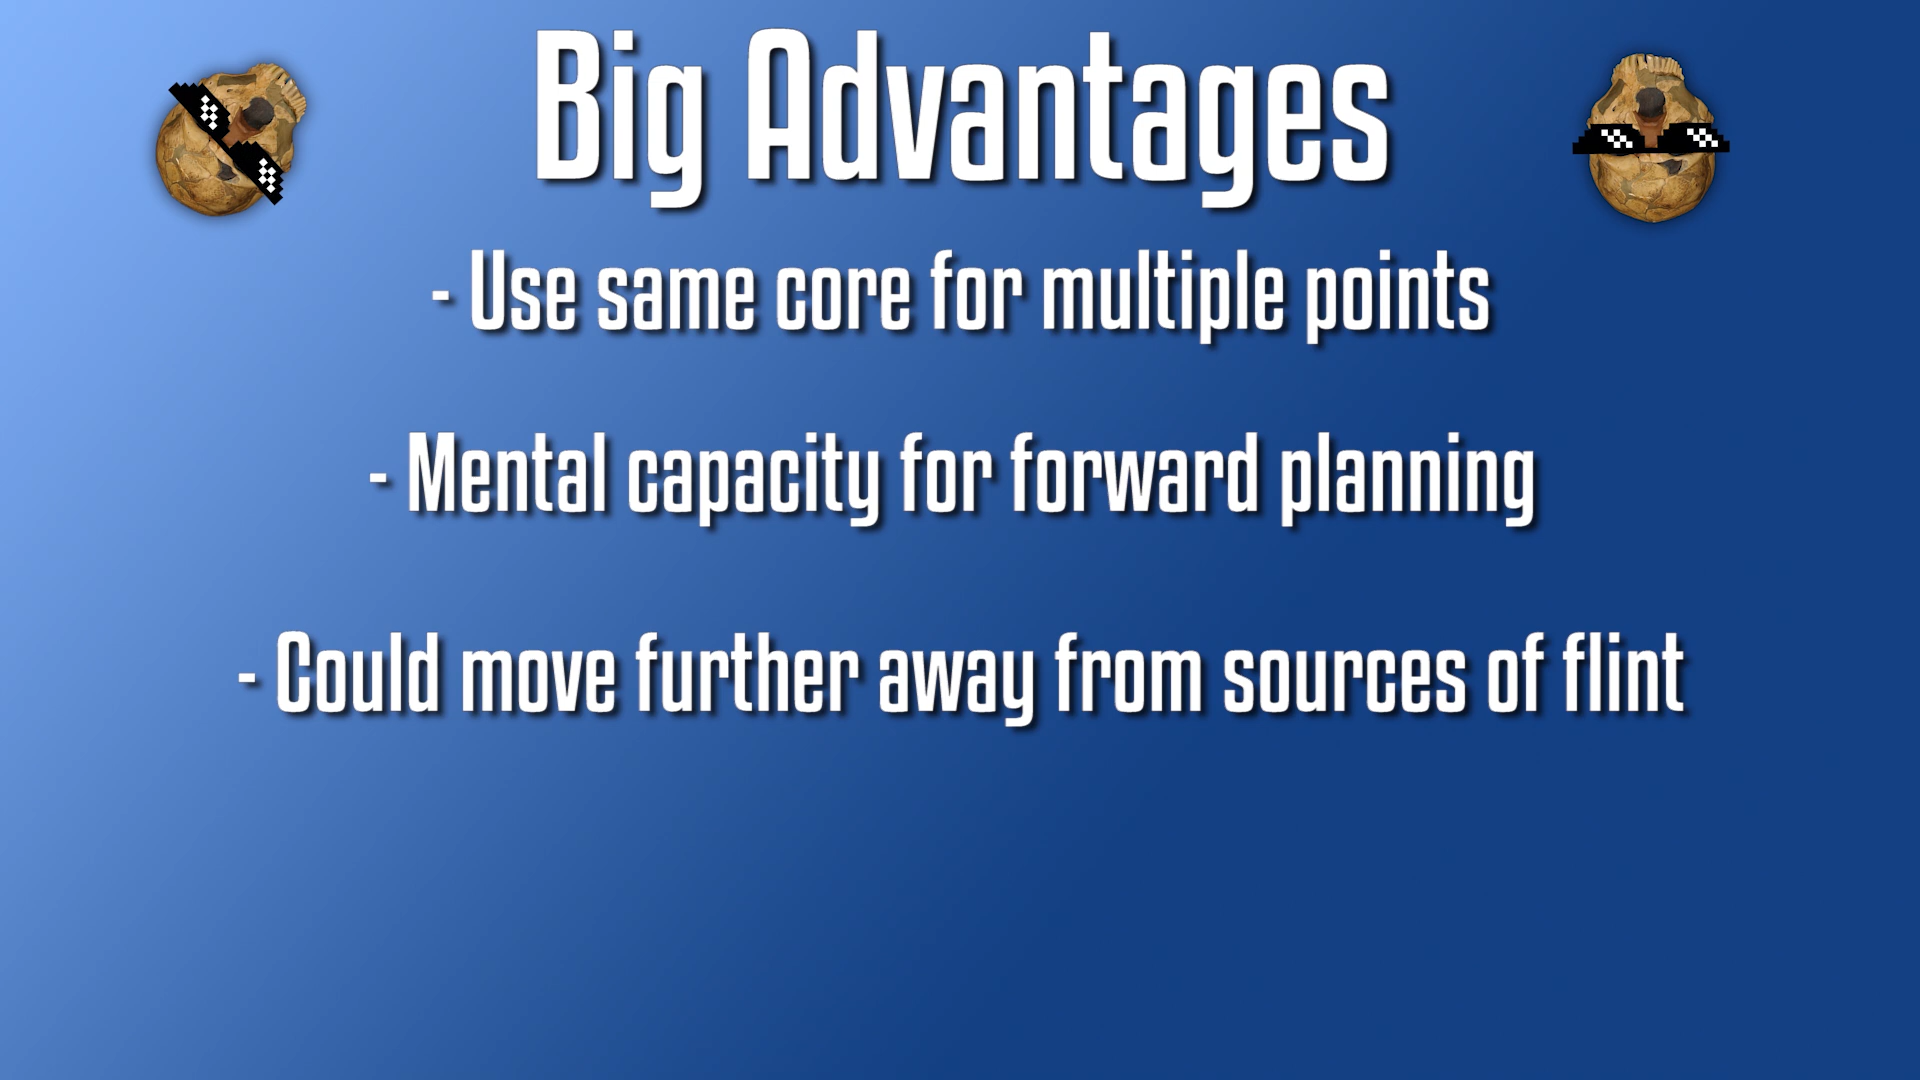 Big Advantages
- Use same core for multiple points
- Mental capacity for forward planning
- Could move further away from sources of flint